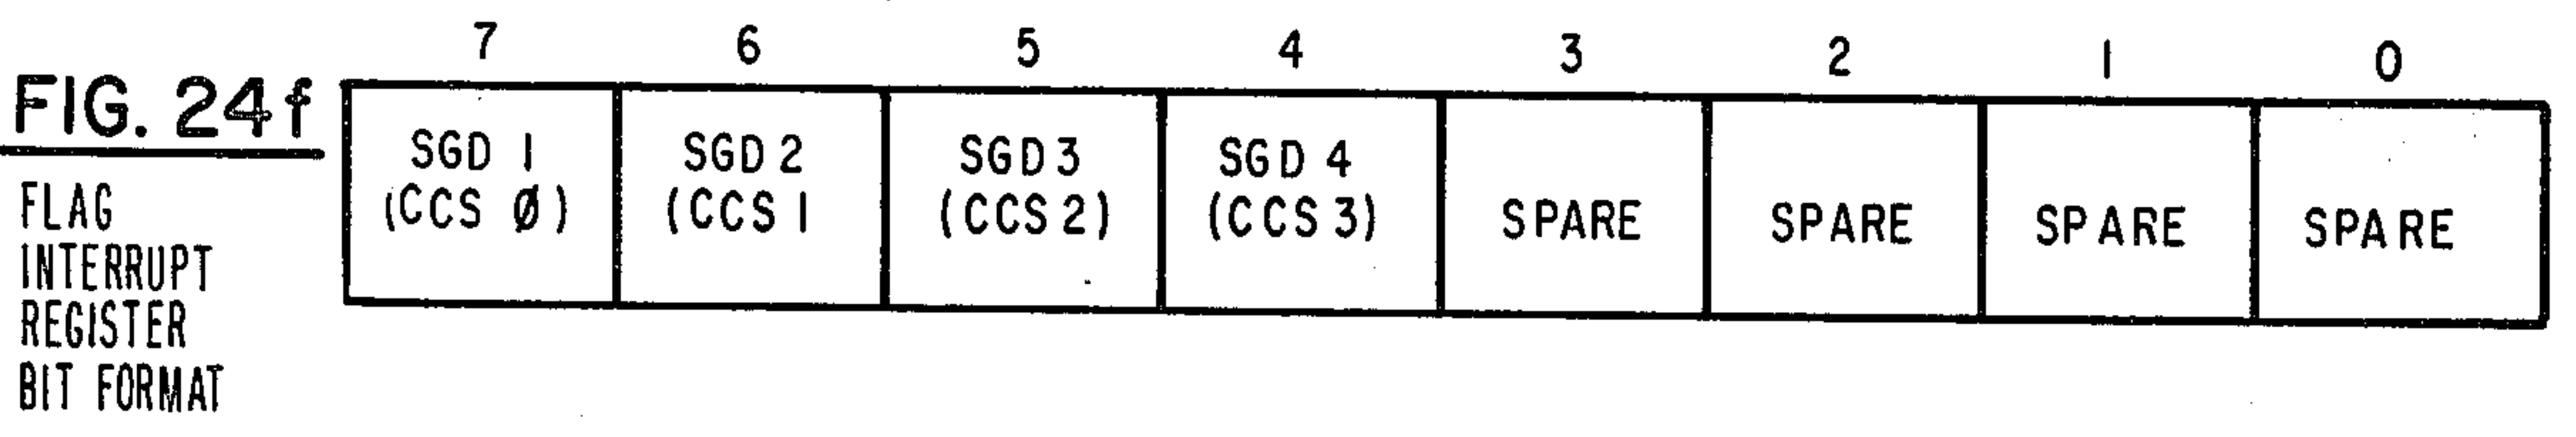 7 6 5 4 3 2 1 0
FIG. 24f
FLAG
INTERRUPT
REGISTER
BIT FORMAT
SGD 1
(CCS Ø)
SGD 2
(CCS 1
SGD 3
(CCS 2)
SGD 4
(CCS 3)
SPARE
SPARE
SPARE
SPARE